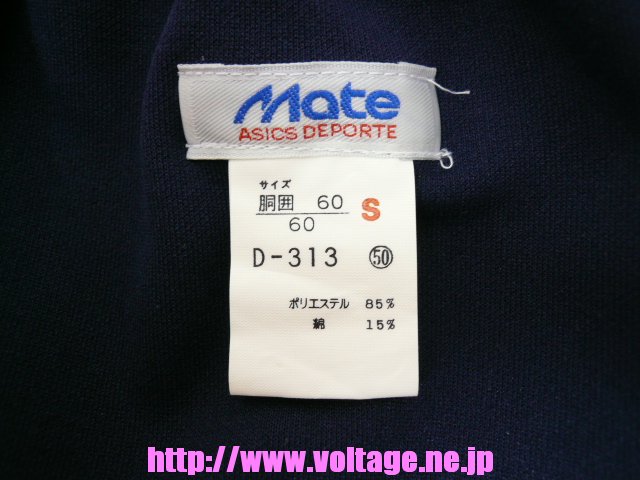 Mate
ASICS DEPORTE
サイズ
胴囲 60 S
60
D-313 ㊿
ポリエステル 85%
綿 15%
http://www.voltage.ne.jp